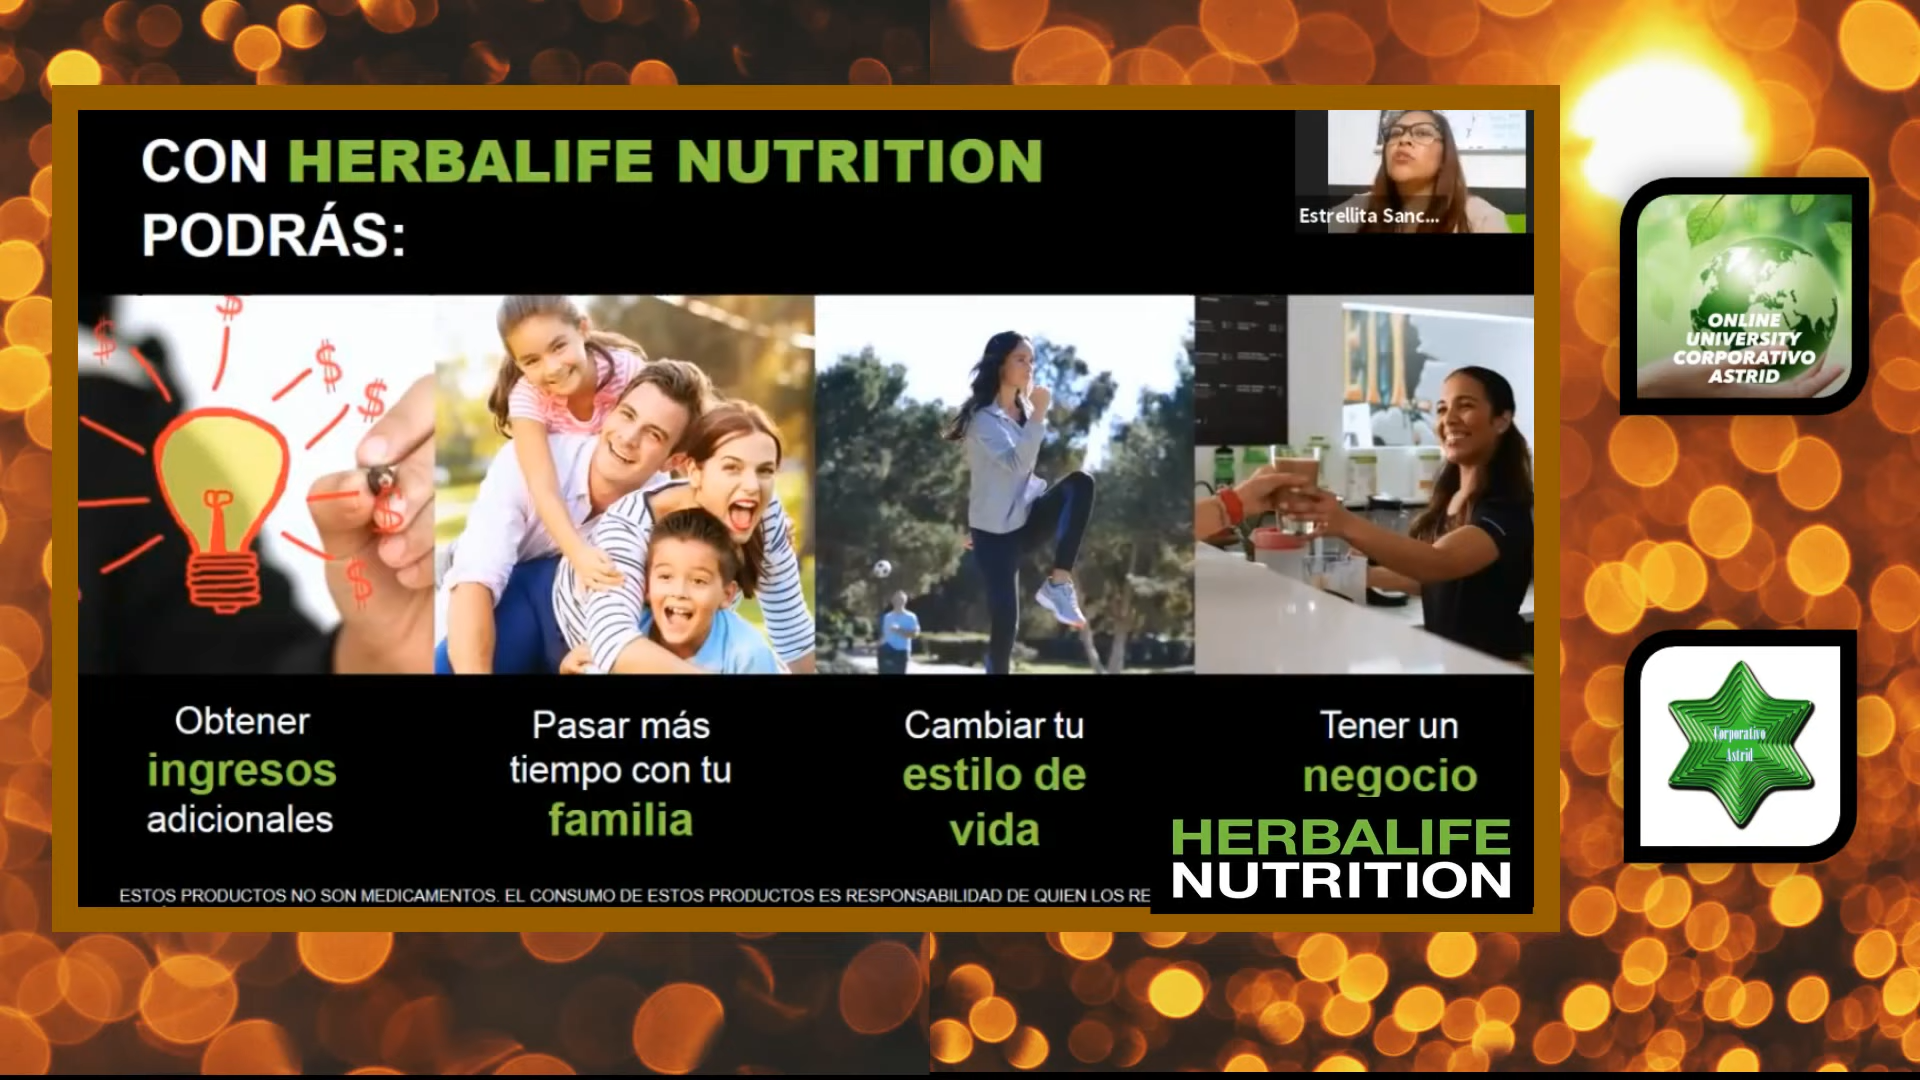 CON HERBALIFE NUTRITION
PODRÁS:
Estrellita Sanc...
ONLINE
UNIVERSITY
CORPORATIVO
ASTRID
$
$
$
$
$
$
Obtener
ingresos
adicionales
Pasar más
tiempo con tu
familia
Cambiar tu
estilo de
vida
Tener un
negocio
Corporativo
Astrid
HERBALIFE
NUTRITION
ESTOS PRODUCTOS NO SON MEDICAMENTOS. EL CONSUMO DE ESTOS PRODUCTOS ES RESPONSABILIDAD DE QUIEN LOS RE